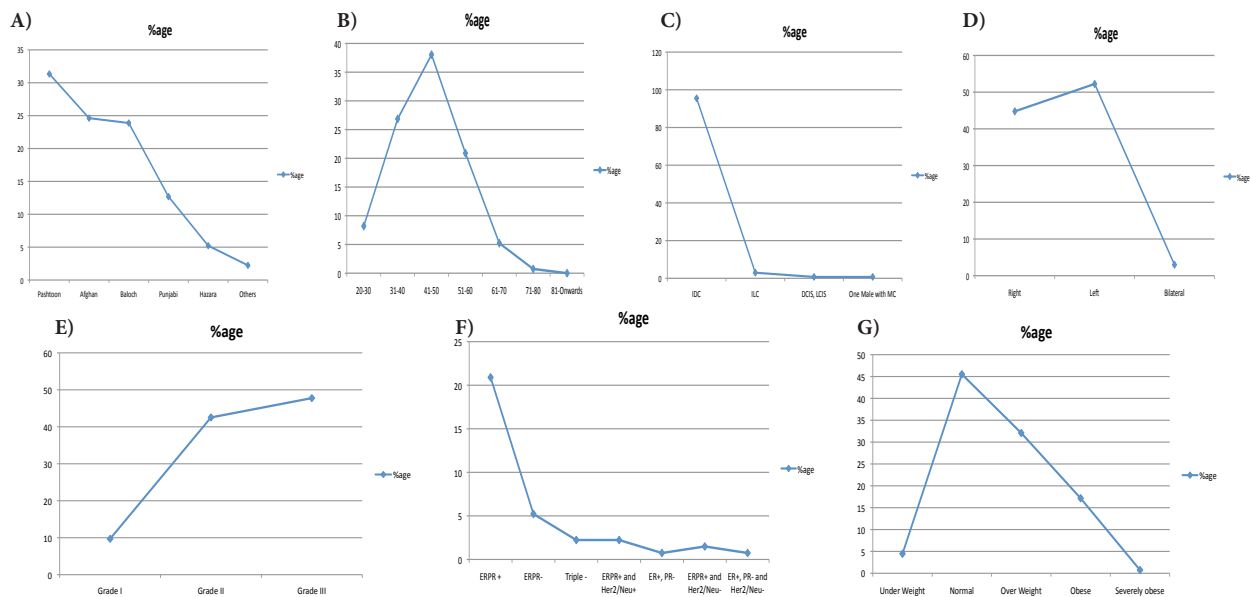 A)
%age
35
30
25
20
15
10
5
0
Pashtoon Afghan Baloch Punjabi Hazara Others
%age
B)
%age
40
35
30
25
20
15
10
5
0
20-30 31-40 41-50 51-60 61-70 71-80 81-Onwards
%age
C)
%age
120
100
80
60
40
20
0
IDC ILC DCIS, LCIS One Male with MC
%age
D)
%age
60
50
40
30
20
10
0
Right Left Bilateral
%age
E)
%age
60
50
40
30
20
10
0
Grade I Grade II Grade III
%age
F)
%age
25
20
15
10
5
0
ERPR + ERPR- Triple - ERPR+ and ER+, PR- ERPR+ and ER+, PR- and
Her2/Neu+ Her2/Neu- Her2/Neu-
%age
G)
%age
50
45
40
35
30
25
20
15
10
5
0
Under Weight Normal Over Weight Obese Severely obese
%age